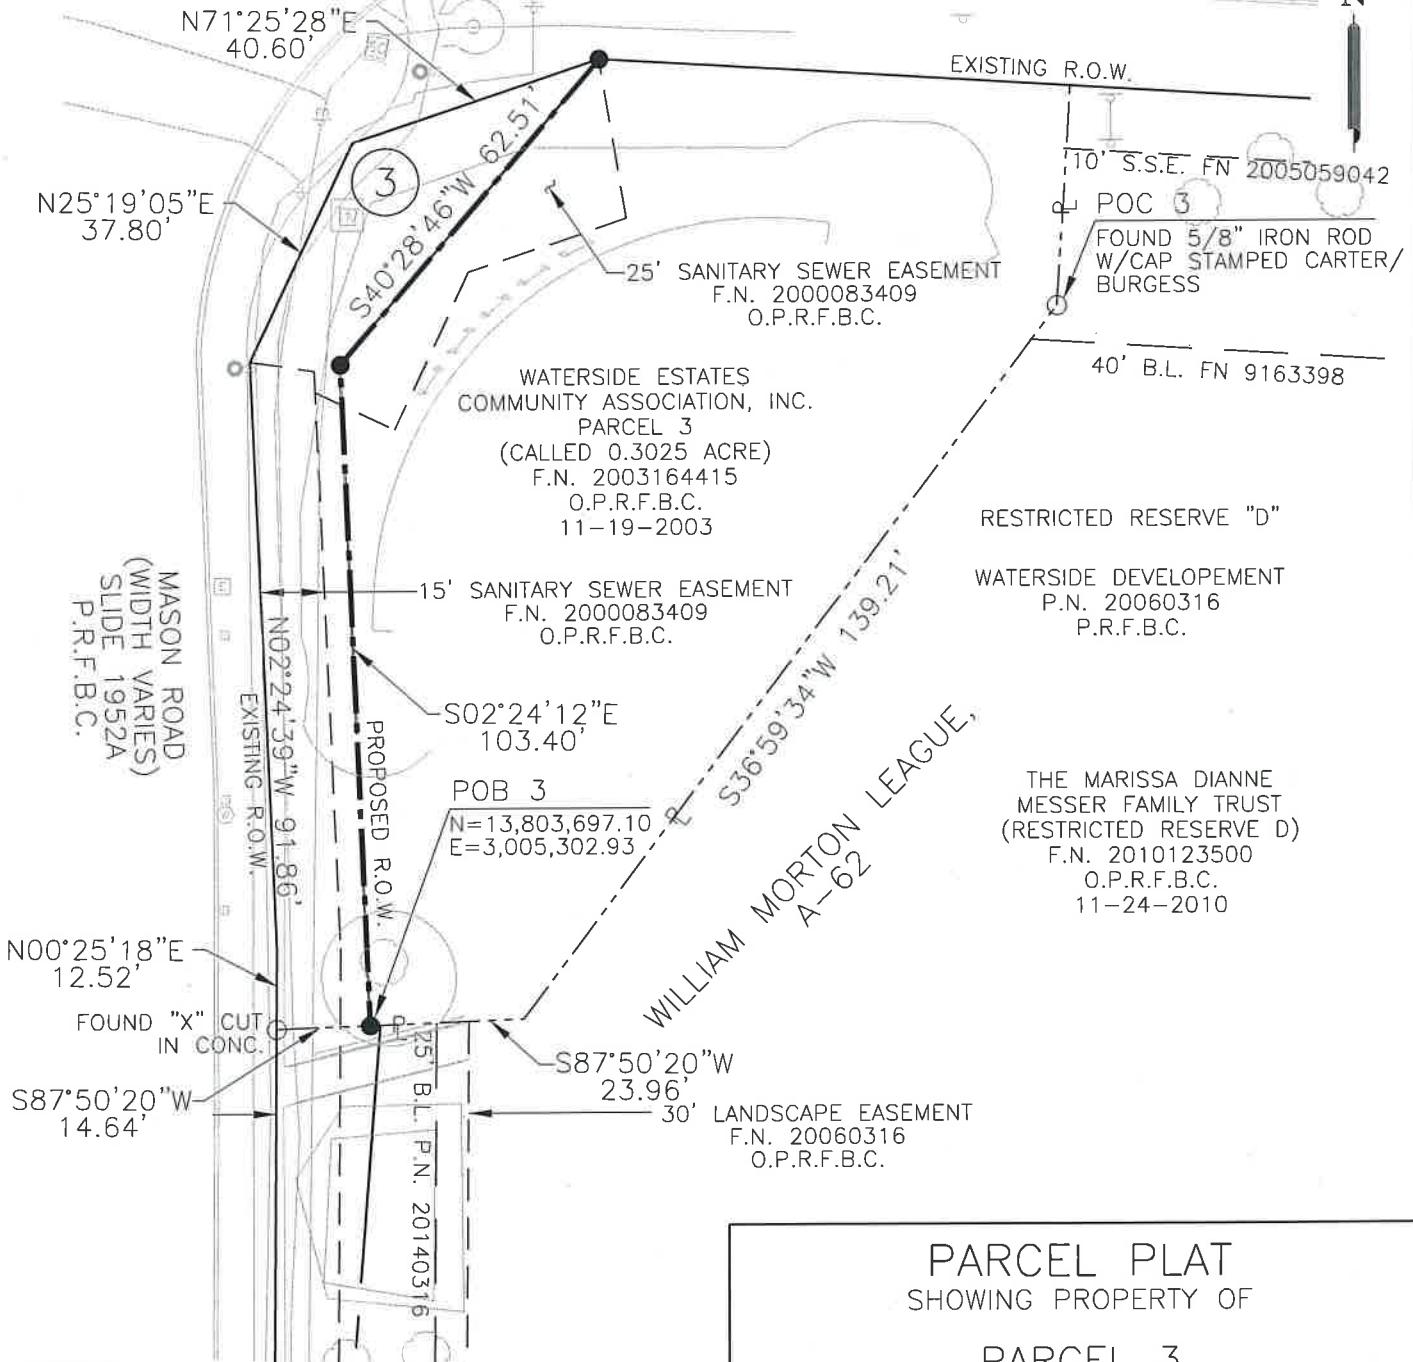 N71°25'28"E
40.60'
N
EXISTING R.O.W.
S40°28'46"W 62.51'
3
10' S.S.E. FN 2005059042
N25°19'05"E
37.80'
POC 3
FOUND 5/8" IRON ROD
W/CAP STAMPED CARTER/
BURGESS
25' SANITARY SEWER EASEMENT
F.N. 2000083409
O.P.R.F.B.C.
40' B.L. FN 9163398
WATERSIDE ESTATES
COMMUNITY ASSOCIATION, INC.
PARCEL 3
(CALLED 0.3025 ACRE)
F.N. 2003164415
O.P.R.F.B.C.
11-19-2003
RESTRICTED RESERVE "D"
WATERSIDE DEVELOPEMENT
P.N. 20060316
P.R.F.B.C.
15' SANITARY SEWER EASEMENT
F.N. 2000083409
O.P.R.F.B.C.
MASON ROAD
(WIDTH VARIES)
SLIDE 1952A
P.R.F.B.C.
EXISTING R.O.W.
N02°24'39"W 91.86'
PROPOSED R.O.W.
S02°24'12"E
103.40'
S36°59'34"W 139.21'
POB 3
N=13,803,697.10
E=3,005,302.93
WILLIAM MORTON LEAGUE,
A-62
THE MARISSA DIANNE
MESSER FAMILY TRUST
(RESTRICTED RESERVE D)
F.N. 2010123500
O.P.R.F.B.C.
11-24-2010
N00°25'18"E
12.52'
FOUND "X" CUT
IN CONC.
S87°50'20"W
14.64'
S87°50'20"W
23.96'
25' B.L. P.N. 20140316
30' LANDSCAPE EASEMENT
F.N. 20060316
O.P.R.F.B.C.
PARCEL PLAT
SHOWING PROPERTY OF
PARCEL 3